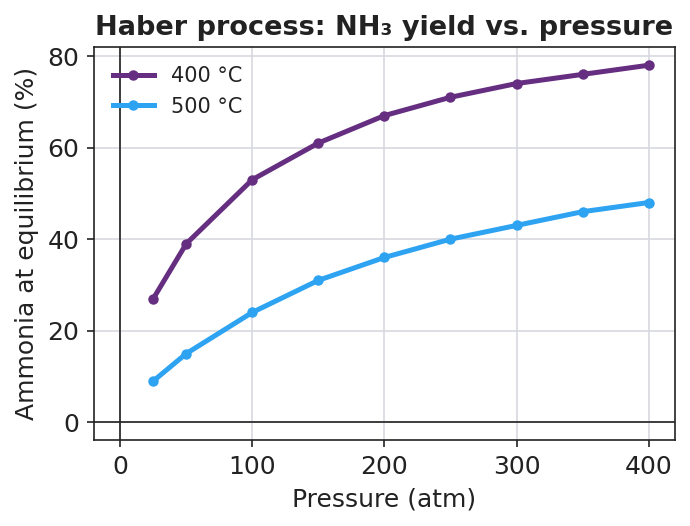 Haber process: NH₃ yield vs. pressure
400 °C
500 °C
Ammonia at equilibrium (%)
80
60
40
20
0
0 100 200 300 400
Pressure (atm)